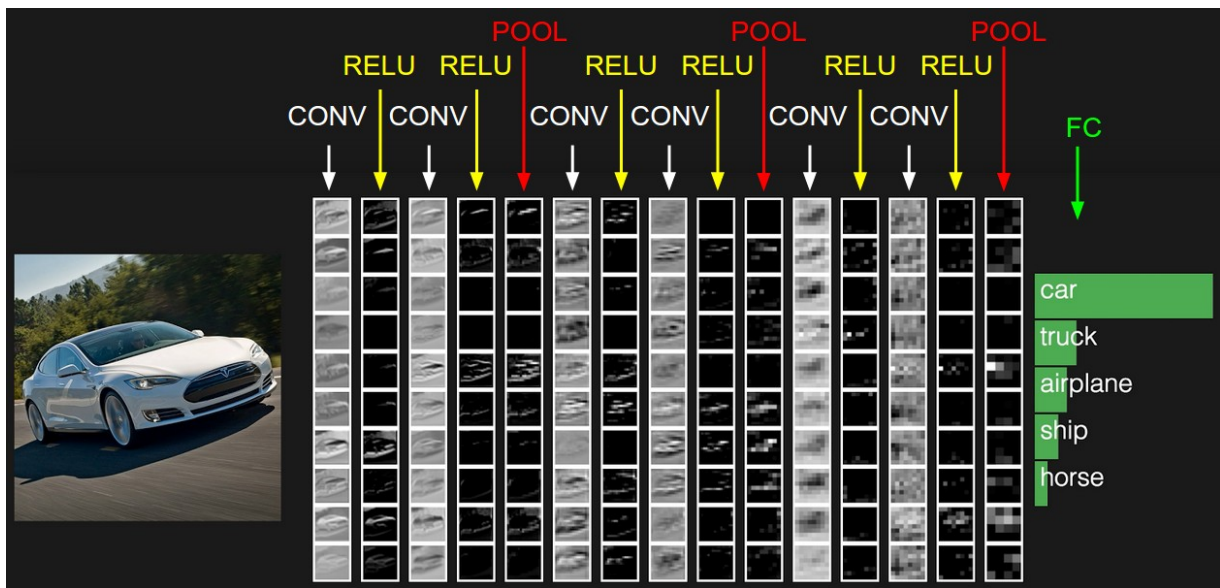 POOL POOL POOL
RELU RELU RELU RELU RELU RELU
CONV CONV CONV CONV CONV CONV
FC
car
truck
airplane
ship
horse